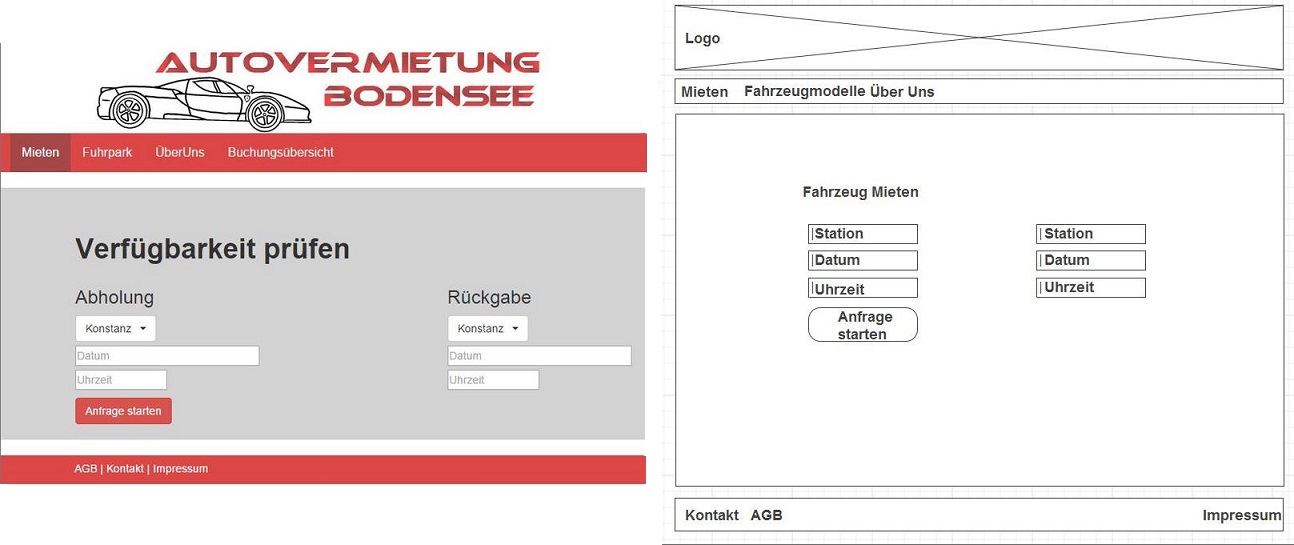 AUTOVERMIETUNG
BODENSEE
Mieten Fuhrpark ÜberUns Buchungsübersicht
Verfügbarkeit prüfen
Abholung Rückgabe
Konstanz Konstanz
Datum Datum
Uhrzeit Uhrzeit
Anfrage starten
AGB | Kontakt | Impressum
Logo
Mieten Fahrzeugmodelle Über Uns
Fahrzeug Mieten
Station Station
Datum Datum
Uhrzeit Uhrzeit
Anfrage
starten
Kontakt AGB Impressum